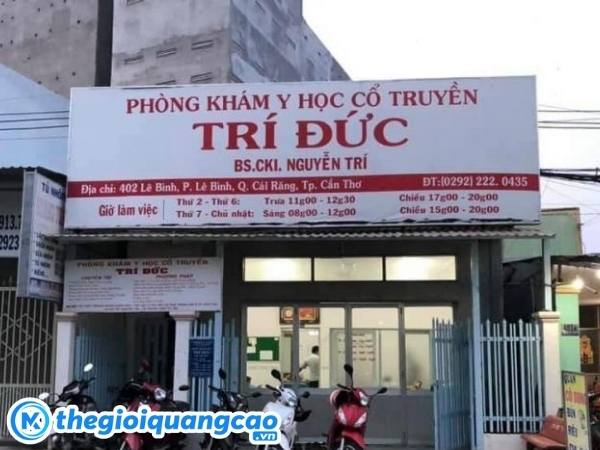 PHÒNG KHÁM Y HỌC CỔ TRUYỀN
TRÍ ĐỨC
BS.CKI. NGUYỄN TRÍ
Địa chỉ: 402 Lê Bình, P. Lê Bình, Q. Cái Răng, Tp. Cần Thơ ĐT:(0292) 222. 0435
Giờ làm việc
Thứ 2 - Thứ 6: Trưa 11g00 - 12g30 Chiều 17g00 - 20g00
Thứ 7 - Chủ nhật: Sáng 08g00 - 12g00 Chiều 15g00 - 20g00
913.7
2923
PHÒNG KHÁM Y HỌC CỔ TRUYỀN
TRÍ ĐỨC
thegioiquangcao
.vn